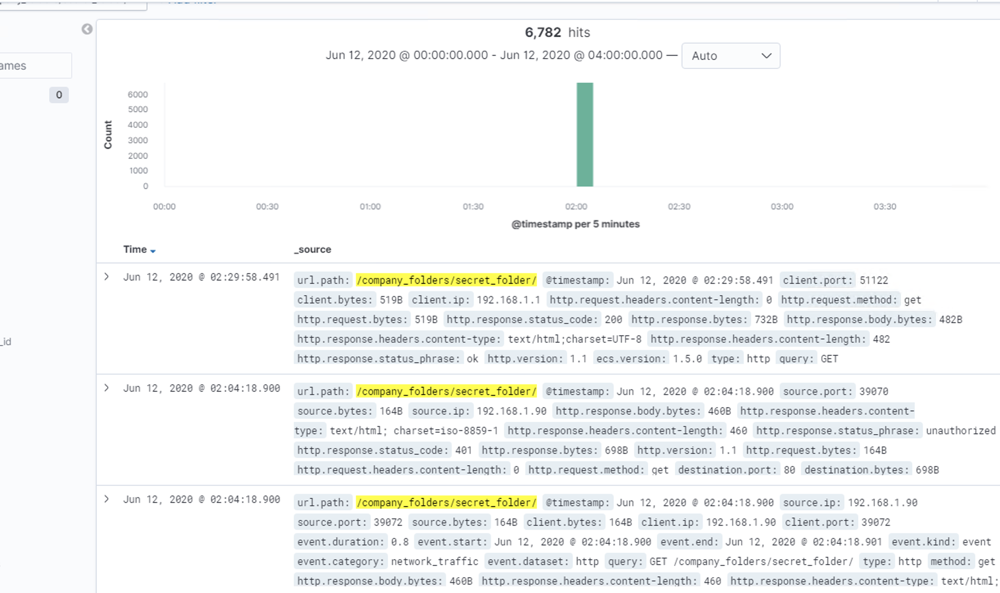 6,782 hits
Jun 12, 2020 @ 00:00:00.000 - Jun 12, 2020 @ 04:00:00.000 — Auto
ames
0
_id
Count
6000
5000
4000
3000
2000
1000
0
00:00 00:30 01:00 01:30 02:00 02:30 03:00 03:30
@timestamp per 5 minutes
Time _source
Jun 12, 2020 @ 02:29:58.491 url.path: /company_folders/secret_folder/ @timestamp: Jun 12, 2020 @ 02:29:58.491 client.port: 51122
client.bytes: 519B client.ip: 192.168.1.1 http.request.headers.content-length: 0 http.request.method: get
http.request.bytes: 519B http.response.status_code: 200 http.response.bytes: 732B http.response.body.bytes: 482B
http.response.headers.content-type: text/html;charset=UTF-8 http.response.headers.content-length: 482
http.response.status_phrase: ok http.version: 1.1 ecs.version: 1.5.0 type: http query: GET
Jun 12, 2020 @ 02:04:18.900 url.path: /company_folders/secret_folder/ @timestamp: Jun 12, 2020 @ 02:04:18.900 source.port: 39070
source.bytes: 164B source.ip: 192.168.1.90 http.response.body.bytes: 460B http.response.headers.content-
type: text/html; charset=iso-8859-1 http.response.headers.content-length: 460 http.response.status_phrase: unauthorized
http.response.status_code: 401 http.response.bytes: 698B http.version: 1.1 http.request.bytes: 164B
http.request.headers.content-length: 0 http.request.method: get destination.port: 80 destination.bytes: 698B
Jun 12, 2020 @ 02:04:18.900 url.path: /company_folders/secret_folder/ @timestamp: Jun 12, 2020 @ 02:04:18.900 source.ip: 192.168.1.90
source.port: 39072 source.bytes: 164B client.bytes: 164B client.ip: 192.168.1.90 client.port: 39072
event.duration: 0.8 event.start: Jun 12, 2020 @ 02:04:18.900 event.end: Jun 12, 2020 @ 02:04:18.901 event.kind: event
event.category: network_traffic event.dataset: http query: GET /company_folders/secret_folder/ type: http method: get
http.response.body.bytes: 460B http.response.headers.content-length: 460 http.response.headers.content-type: text/html;